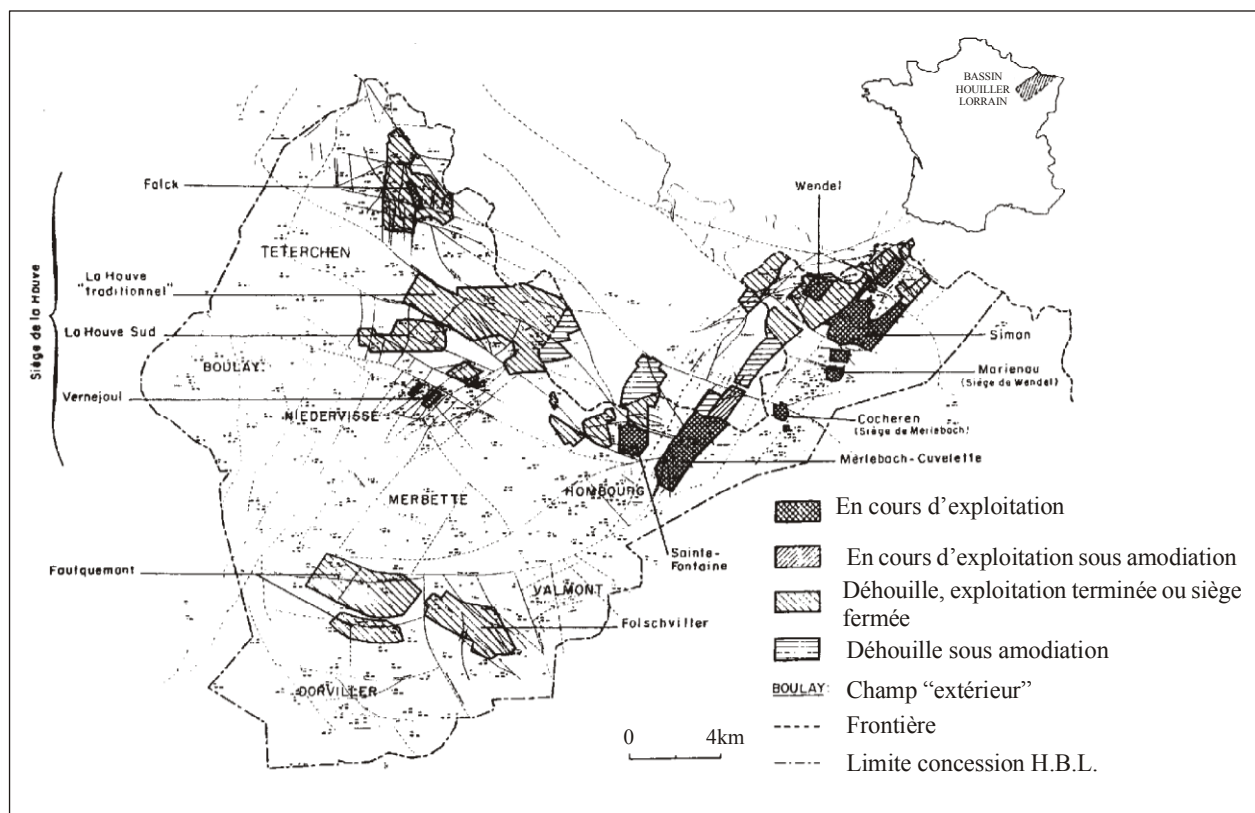 BASSIN
HOUILLER
LORRAIN
Wendel
Falck
TETERCHEN
La Houve
"traditionnel"
La Houve Sud
Siège de la Houve
BOULAY
Vernejoul
NIEDERVISSE
Simon
Marienau
(Siège de Wendel)
Cocheren
(Siège de Merlebach)
Merlebach-Cuvelette
MERBETTE
HOMBOURG
Sainte-
Fontaine
Faulquemont
VALMONT
Folschviller
DORVILLER
0 4km
En cours d'exploitation
En cours d'exploitation sous amodiation
Déhouille, exploitation terminée ou siège
fermée
Déhouille sous amodiation
BOULAY: Champ "extérieur"
Frontière
Limite concession H.B.L.